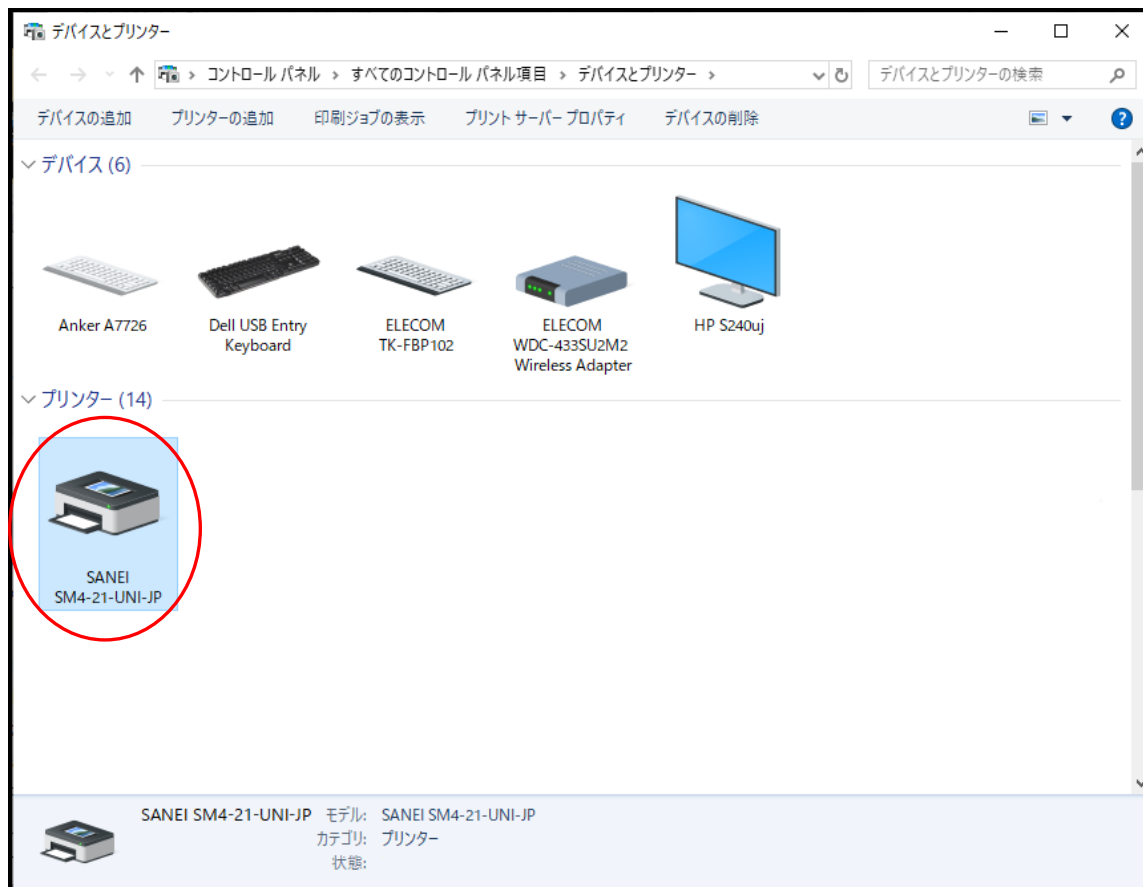 デバイスとプリンター
コントロール パネル › すべてのコントロール パネル項目 › デバイスとプリンター ›
デバイスとプリンターの検索
デバイスの追加 プリンターの追加 印刷ジョブの表示 プリント サーバー プロパティ デバイスの削除
デバイス (6)
Anker A7726
Dell USB Entry
Keyboard
ELECOM
TK-FBP102
ELECOM
WDC-433SU2M2
Wireless Adapter
HP S240uj
プリンター (14)
SANEI
SM4-21-UNI-JP
SANEI SM4-21-UNI-JP モデル: SANEI SM4-21-UNI-JP
カテゴリ: プリンター
状態: